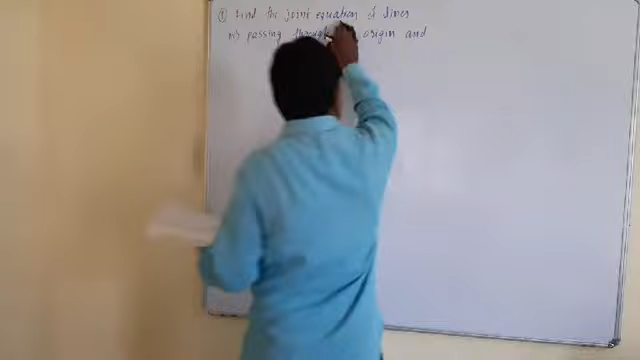 ① Find the joint equation of lines
passing through origin and